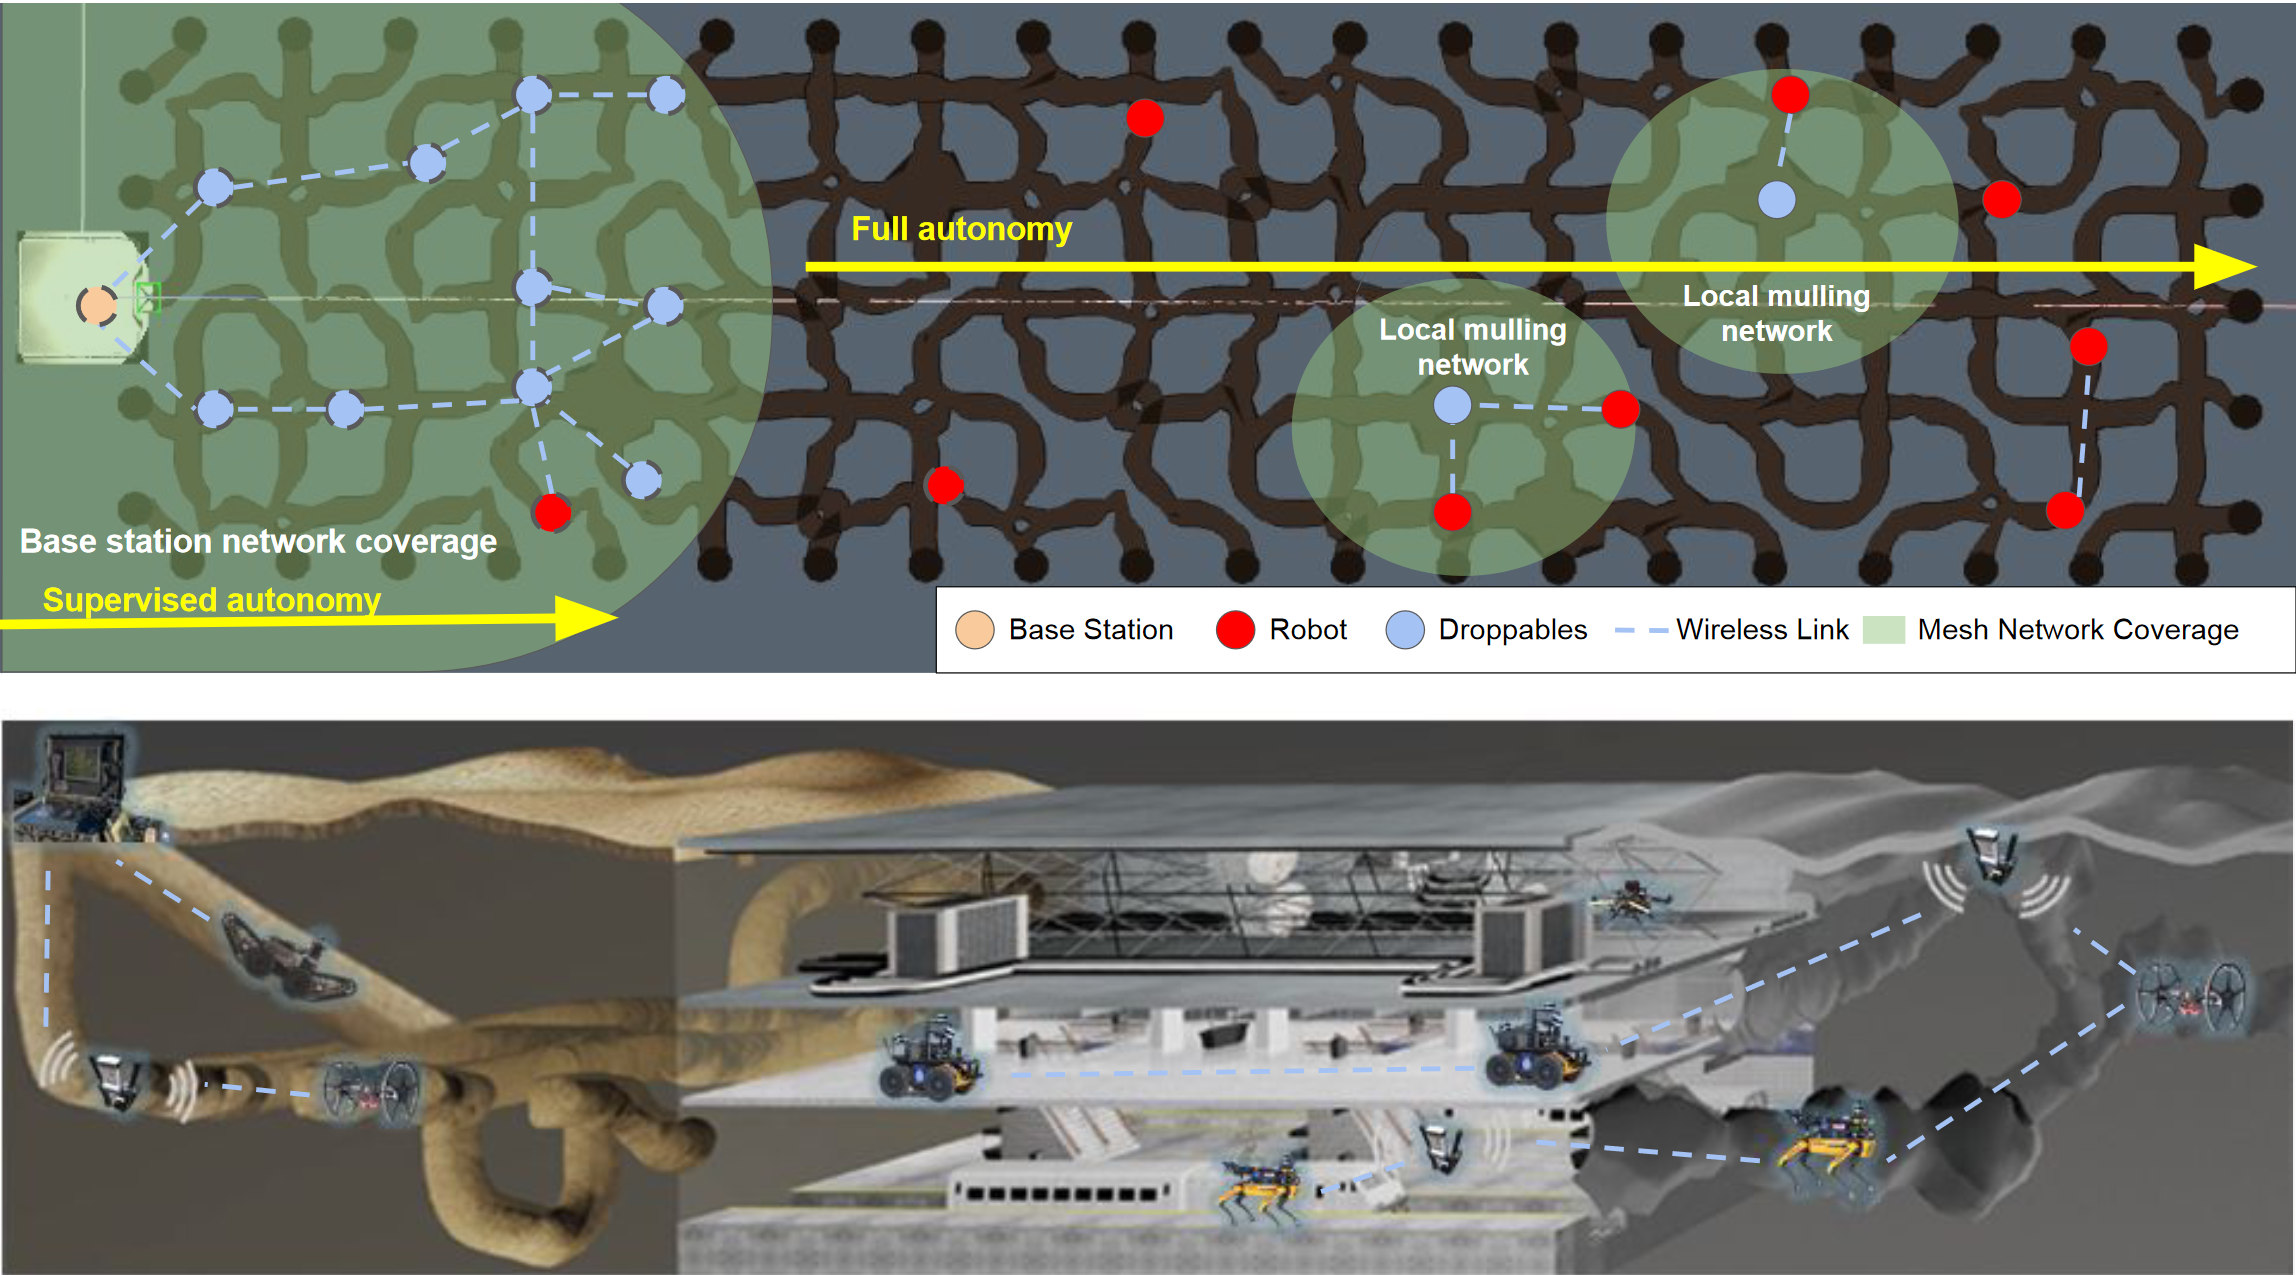 Full autonomy
Local mulling
network
Local mulling
network
Base station network coverage
Supervised autonomy
Base Station
Robot
Droppables
Wireless Link
Mesh Network Coverage